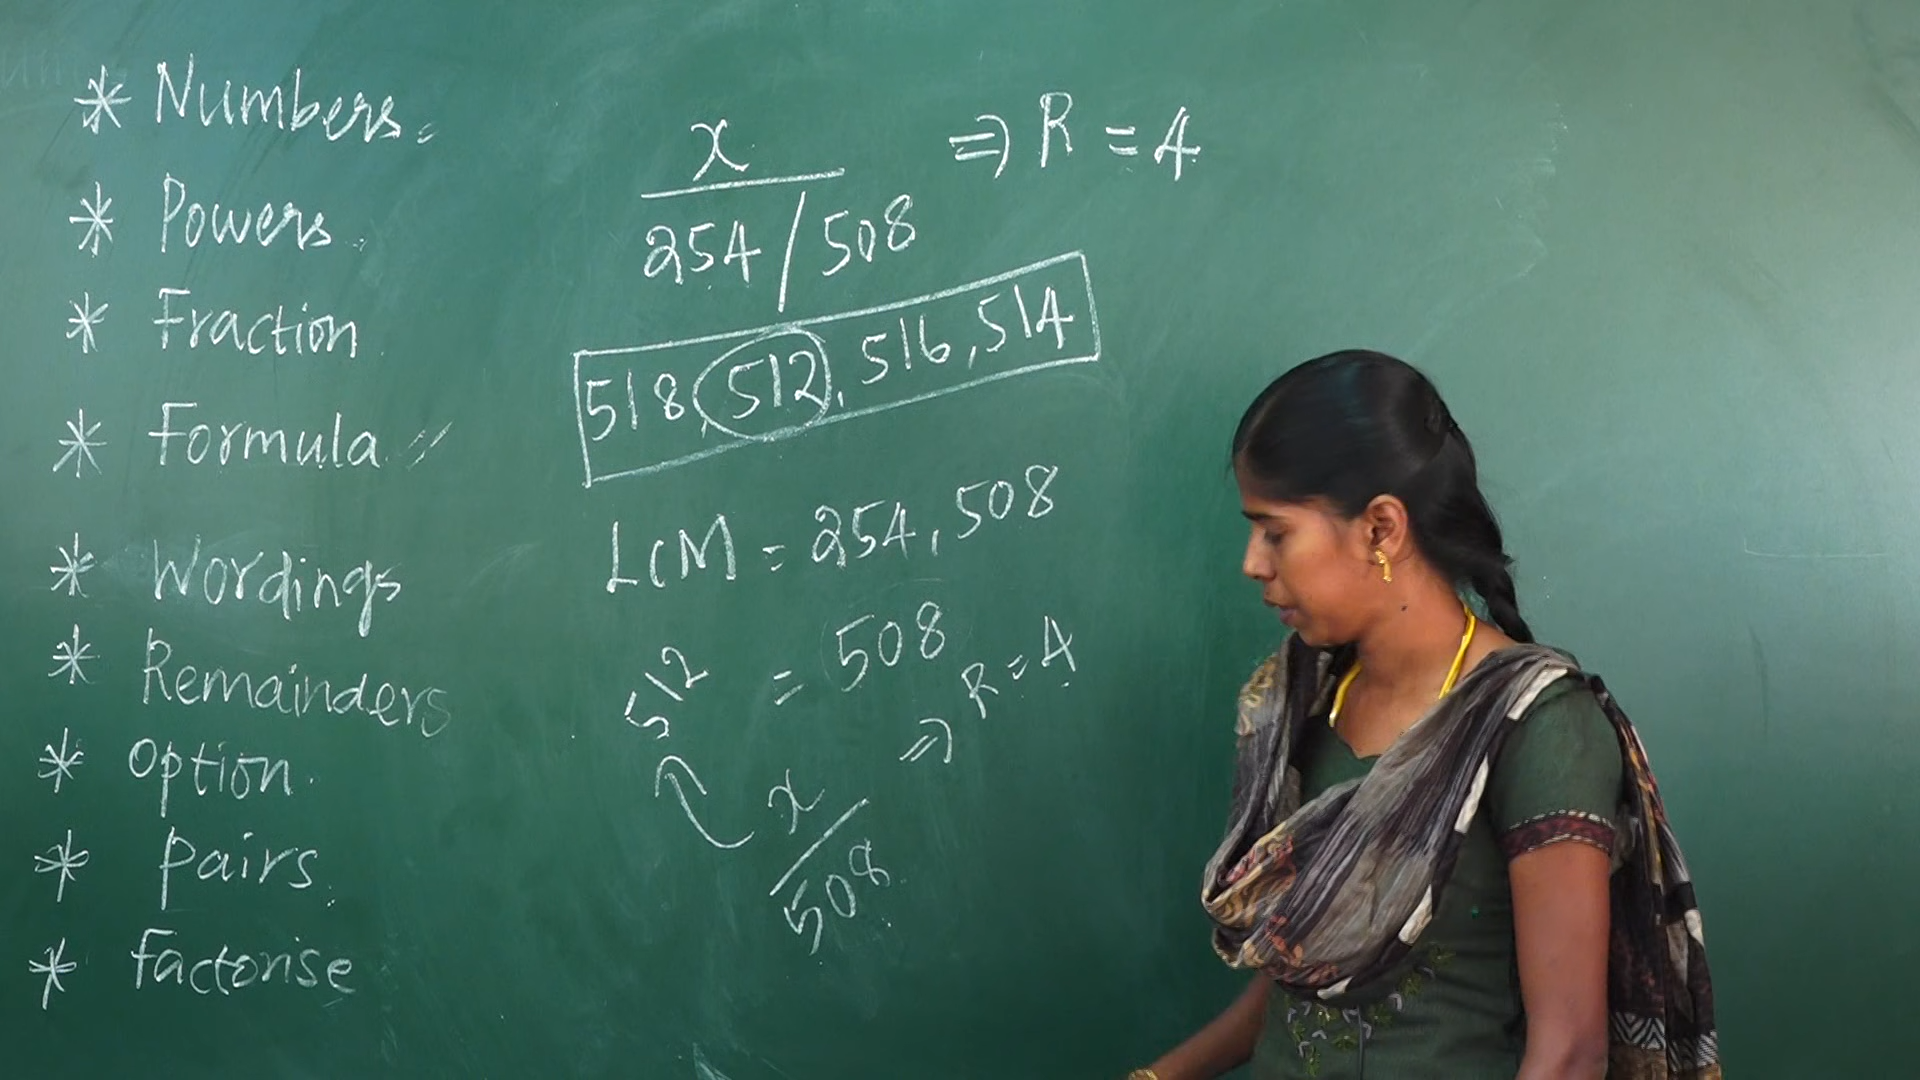 * Numbers
* Powers
* Fraction
* Formula
* Wordings
* Remainders
* Option
* Pairs
* factorise
x ⇒ R = 4
254 / 508
518, 512, 516, 514
LCM = 254, 508
= 508
512
x ⇒ R = 4
508